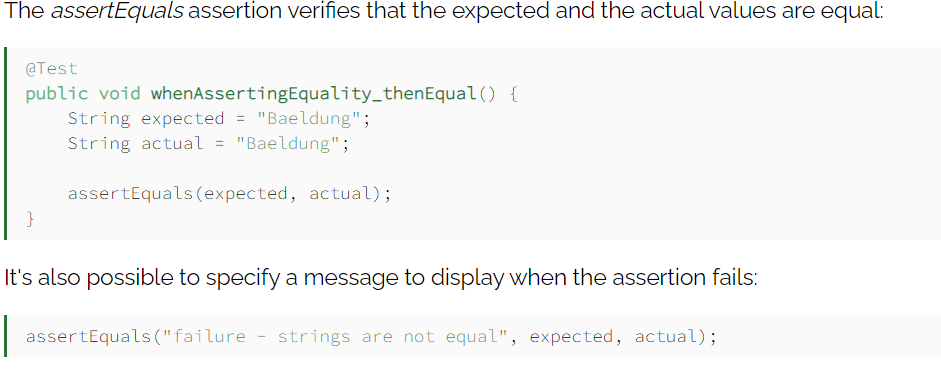 The assertEquals assertion verifies that the expected and the actual values are equal:
@Test
public void whenAssertingEquality_thenEqual() {
    String expected = "Baeldung";
    String actual = "Baeldung";
    assertEquals(expected, actual);
}
It's also possible to specify a message to display when the assertion fails:
assertEquals("failure - strings are not equal", expected, actual);